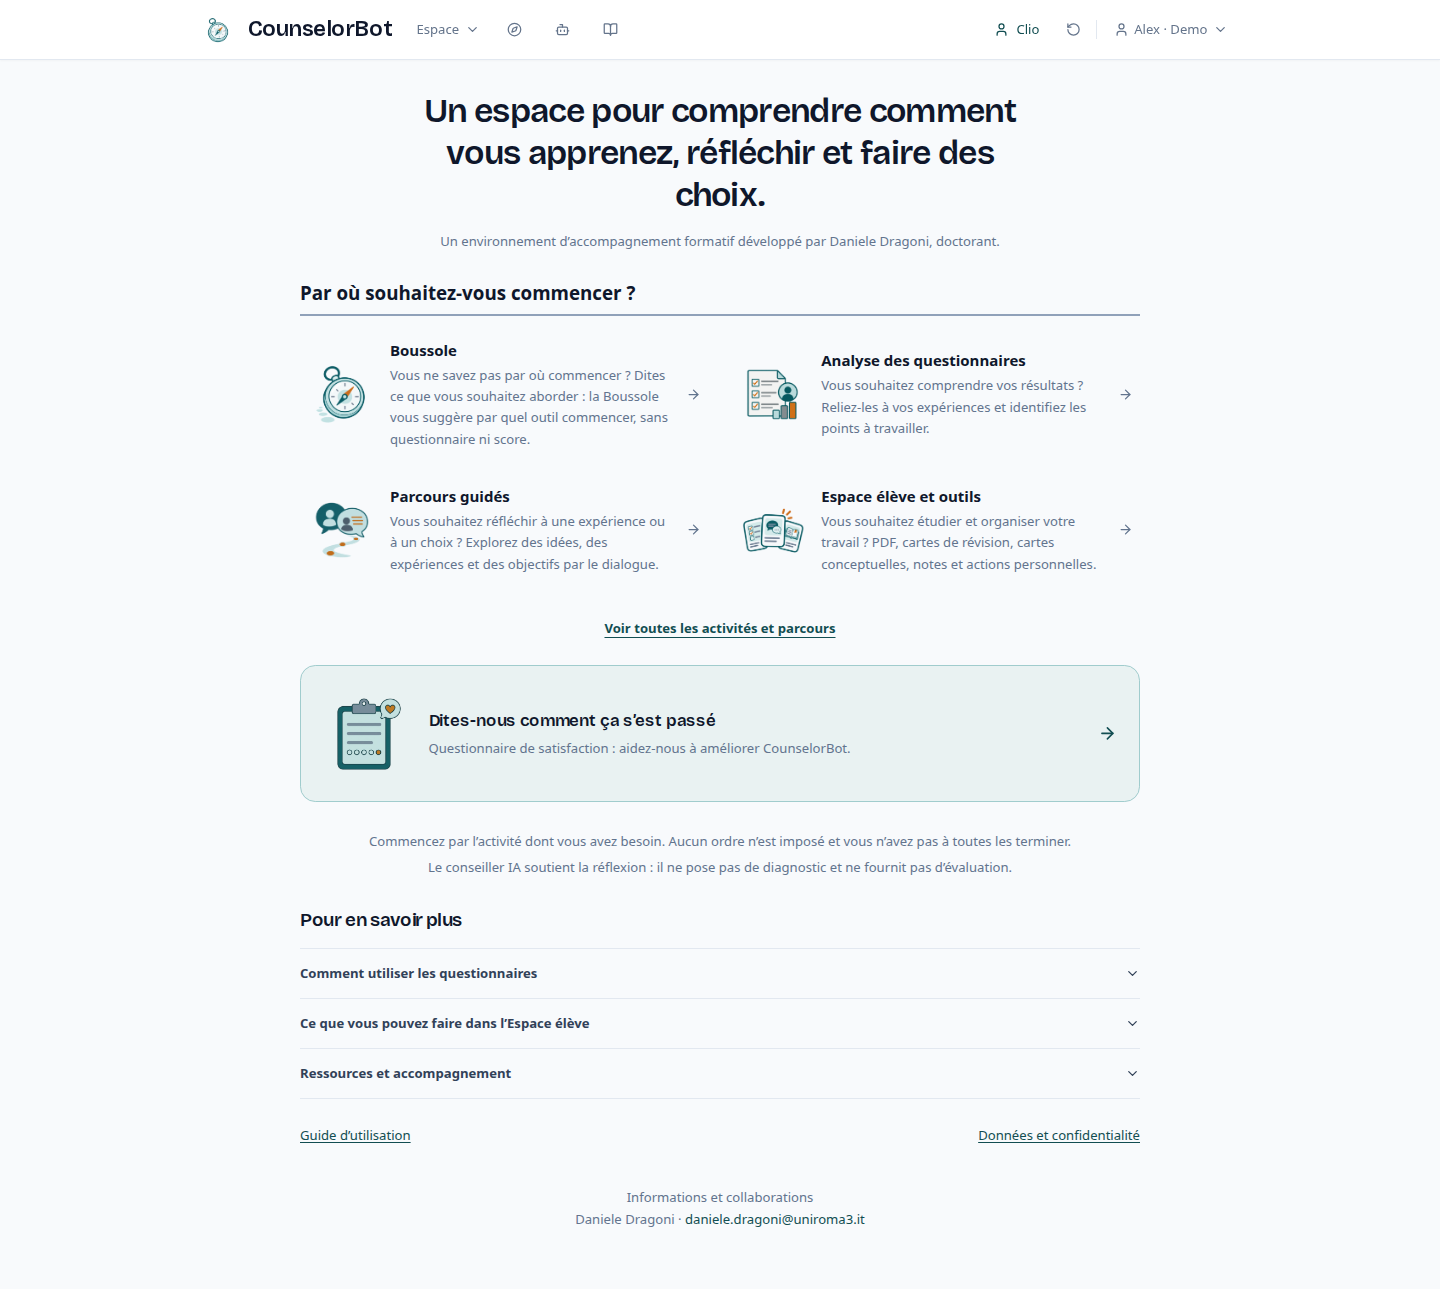 CounselorBot
Espace
Clio
Alex · Demo
Un espace pour comprendre comment
vous apprenez, réfléchir et faire des
choix.
Un environnement d’accompagnement formatif développé par Daniele Dragoni, doctorant.
Par où souhaitez-vous commencer ?
Boussole
Vous ne savez pas par où commencer ? Dites
ce que vous souhaitez aborder : la Boussole
vous suggère par quel outil commencer, sans
questionnaire ni score.
Analyse des questionnaires
Vous souhaitez comprendre vos résultats ?
Reliez-les à vos expériences et identifiez les
points à travailler.
Parcours guidés
Vous souhaitez réfléchir à une expérience ou
à un choix ? Explorez des idées, des
expériences et des objectifs par le dialogue.
Espace élève et outils
Vous souhaitez étudier et organiser votre
travail ? PDF, cartes de révision, cartes
conceptuelles, notes et actions personnelles.
Voir toutes les activités et parcours
Dites-nous comment ça s’est passé
Questionnaire de satisfaction : aidez-nous à améliorer CounselorBot.
Commencez par l’activité dont vous avez besoin. Aucun ordre n’est imposé et vous n’avez pas à toutes les terminer.
Le conseiller IA soutient la réflexion : il ne pose pas de diagnostic et ne fournit pas d’évaluation.
Pour en savoir plus
Comment utiliser les questionnaires
Ce que vous pouvez faire dans l’Espace élève
Ressources et accompagnement
Guide d’utilisation
Données et confidentialité
Informations et collaborations
Daniele Dragoni · daniele.dragoni@uniroma3.it